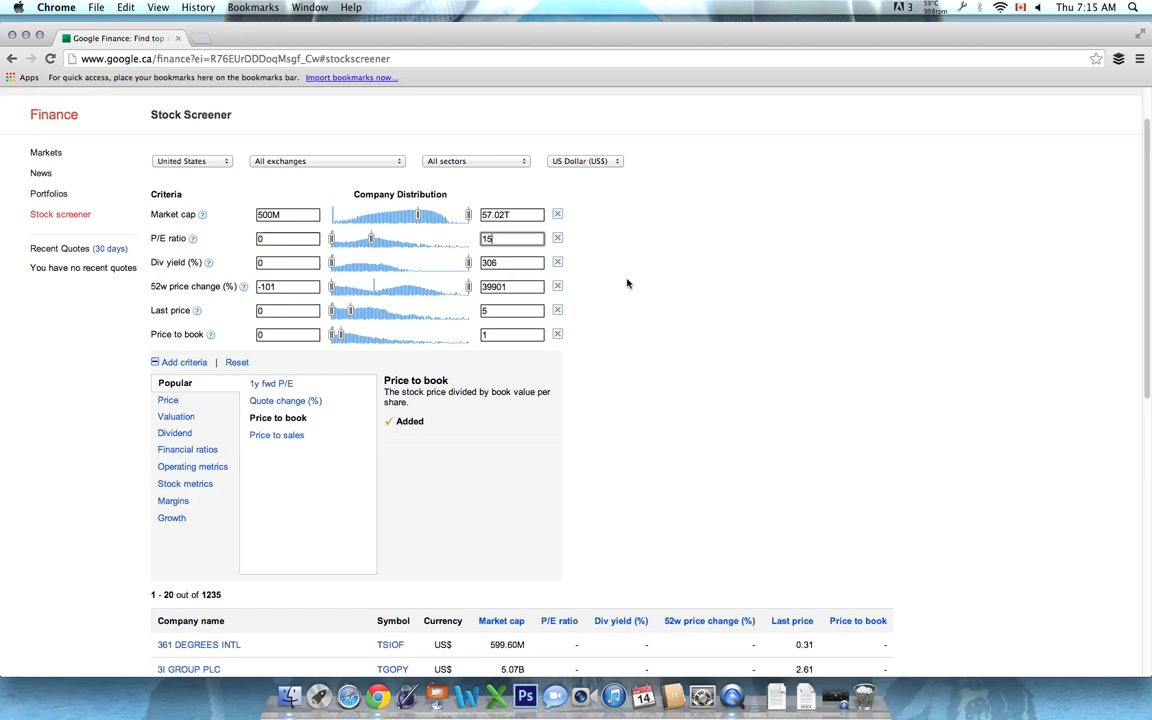 Chrome File Edit View History Bookmarks Window Help 3 59°C 998rpm Thu 7:15 AM
Google Finance: Find top s
www.google.ca/finance?ei=R76EUrDDDoqMsgf_Cw#stockscreener
Apps For quick access, place your bookmarks here on the bookmarks bar. Import bookmarks now...
Finance Stock Screener
Markets
News
Portfolios
Stock screener
Recent Quotes (30 days)
You have no recent quotes
United States All exchanges All sectors US Dollar (US$)
Criteria Company Distribution
Market cap ? 500M 57.02T
P/E ratio ? 0 15
Div yield (%) ? 0 306
52w price change (%) ? -101 39901
Last price ? 0 5
Price to book ? 0 1
Add criteria | Reset
Popular
Price
Valuation
Dividend
Financial ratios
Operating metrics
Stock metrics
Margins
Growth
1y fwd P/E
Quote change (%)
Price to book
Price to sales
Price to book
The stock price divided by book value per
share.
Added
1 - 20 out of 1235
Company name Symbol Currency Market cap P/E ratio Div yield (%) 52w price change (%) Last price Price to book
361 DEGREES INTL TSIOF US$ 599.60M - - - 0.31 -
3I GROUP PLC TGOPY US$ 5.07B - - - 2.61 -
Ps
14